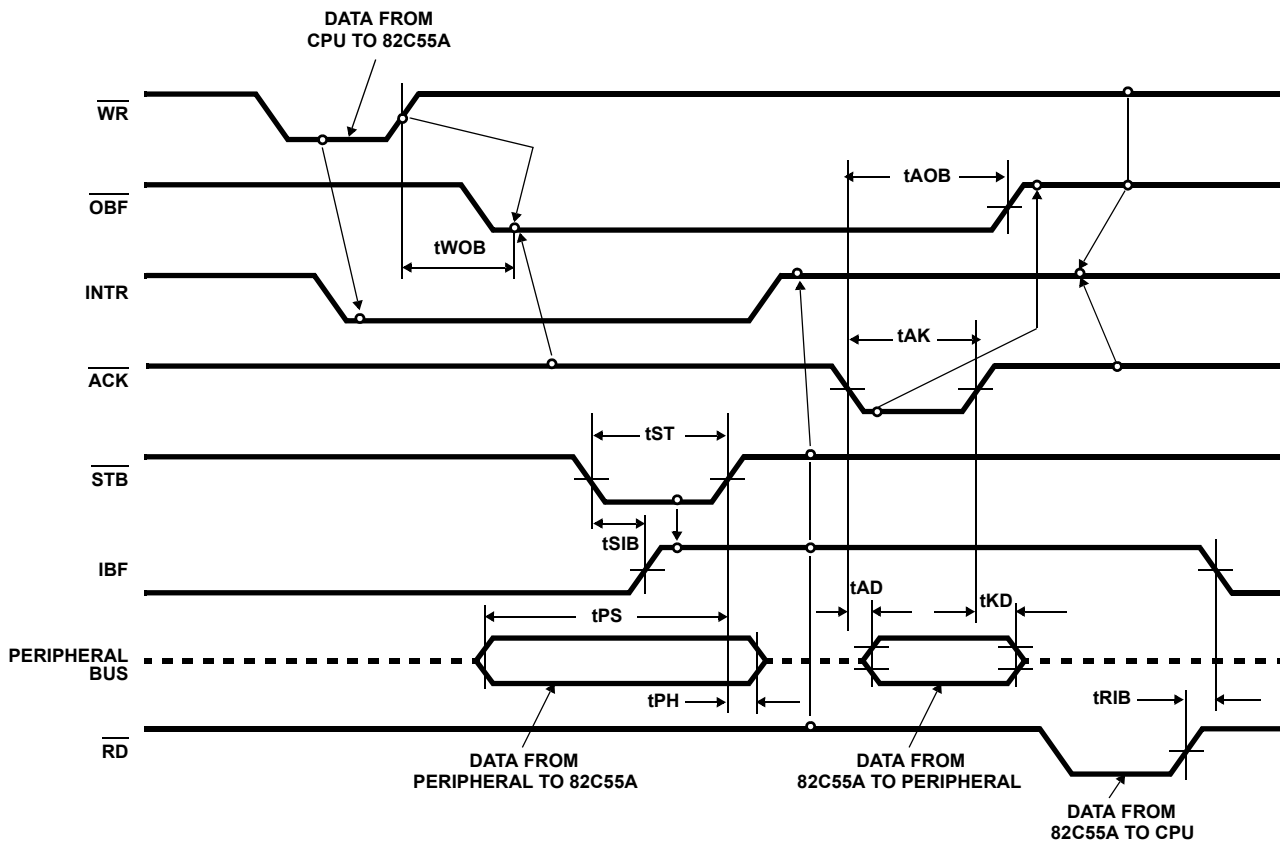 DATA FROM
CPU TO 82C55A
WR
OBF
tAOB
tWOB
INTR
tAK
ACK
tST
STB
tSIB
IBF
tAD
tKD
tPS
PERIPHERAL
BUS
tPH
tRIB
RD
DATA FROM
PERIPHERAL TO 82C55A
DATA FROM
82C55A TO PERIPHERAL
DATA FROM
82C55A TO CPU